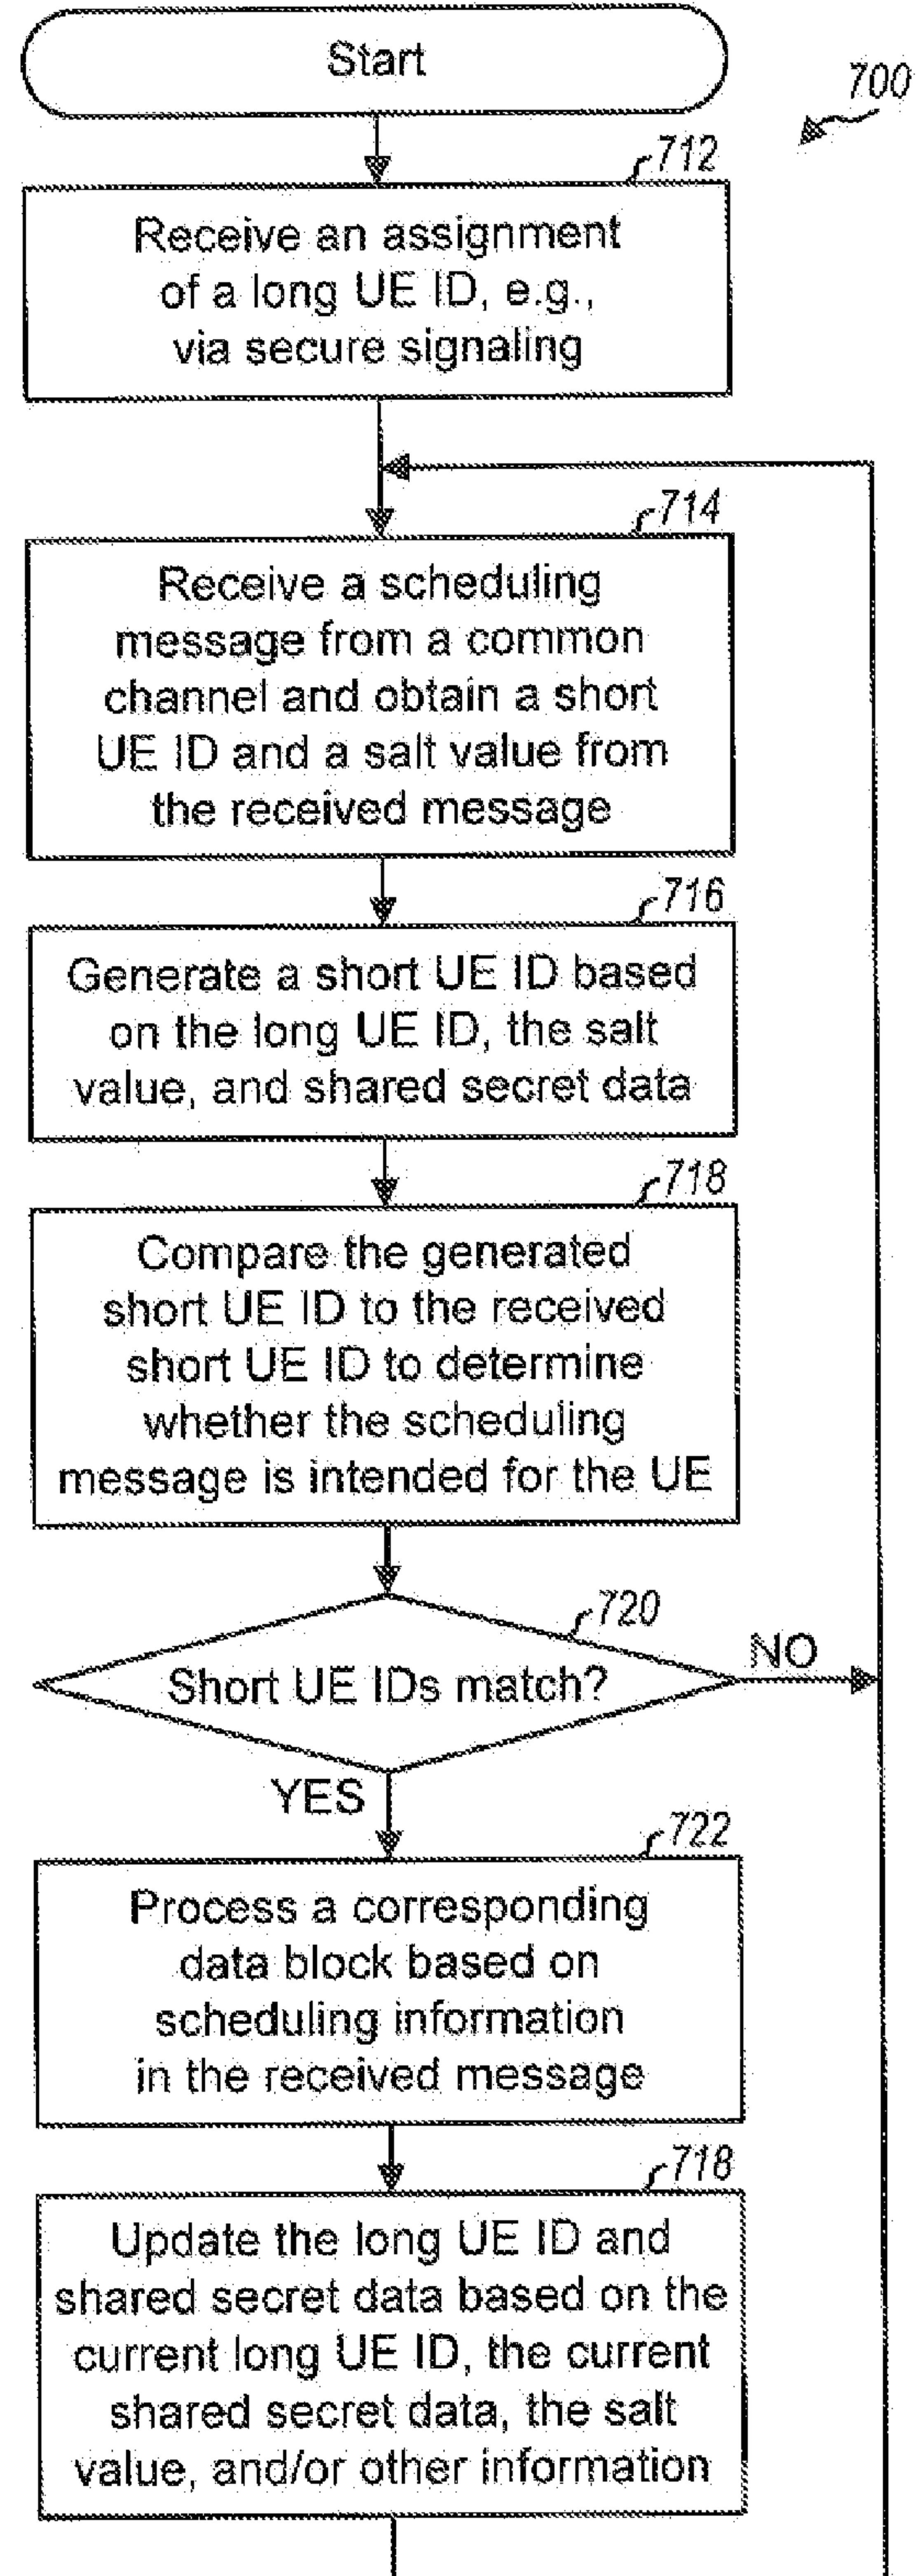 Start
700
712
Receive an assignment
of a long UE ID, e.g.,
via secure signaling
714
Receive a scheduling
message from a common
channel and obtain a short
UE ID and a salt value from
the received message
716
Generate a short UE ID based
on the long UE ID, the salt
value, and shared secret data
718
Compare the generated
short UE ID to the received
short UE ID to determine
whether the scheduling
message is intended for the UE
720
Short UE IDs match?
NO
YES
722
Process a corresponding
data block based on
scheduling information
in the received message
718
Update the long UE ID and
shared secret data based on the
current long UE ID, the current
shared secret data, the salt
value, and/or other information